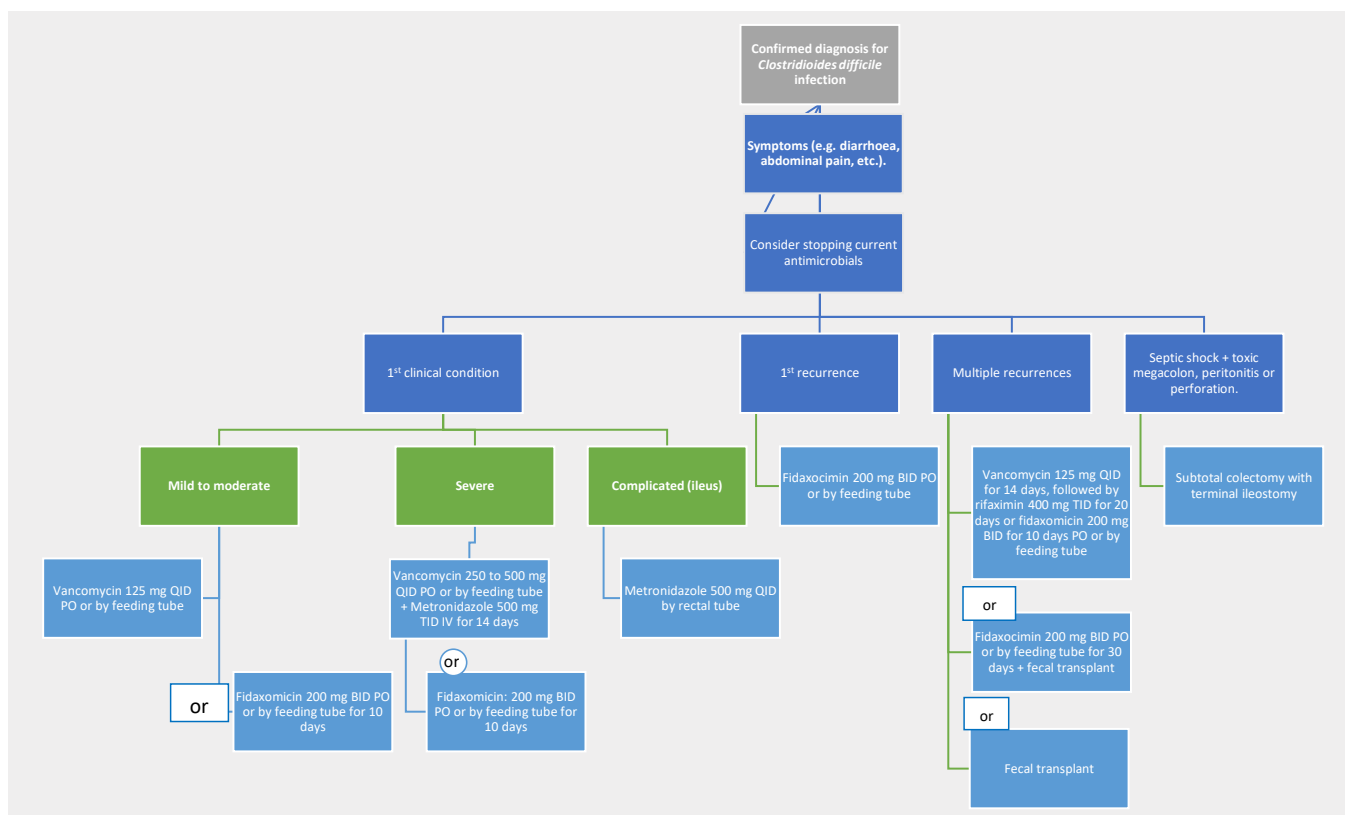 Confirmed diagnosis for
Clostridioides difficile
infection
Symptoms (e.g. diarrhoea,
abdominal pain, etc.).
Consider stopping current
antimicrobials
1st clinical condition
1st recurrence
Multiple recurrences
Septic shock + toxic
megacolon, peritonitis or
perforation.
Mild to moderate
Severe
Complicated (ileus)
Fidaxocimin 200 mg BID PO
or by feeding tube
Vancomycin 125 mg QID
for 14 days, followed by
rifaximin 400 mg TID for 20
days or fidaxomicin 200 mg
BID for 10 days PO or by
feeding tube
Subtotal colectomy with
terminal ileostomy
Vancomycin 125 mg QID
PO or by feeding tube
Vancomycin 250 to 500 mg
QID PO or by feeding tube
+ Metronidazole 500 mg
TID IV for 14 days
Metronidazole 500 mg QID
by rectal tube
or
Fidaxocimin 200 mg BID PO
or by feeding tube for 30
days + fecal transplant
or
Fidaxomicin 200 mg BID PO
or by feeding tube for 10
days
or
Fidomaxicin: 200 mg BID
PO or by feeding tube for
10 days
or
Fecal transplant